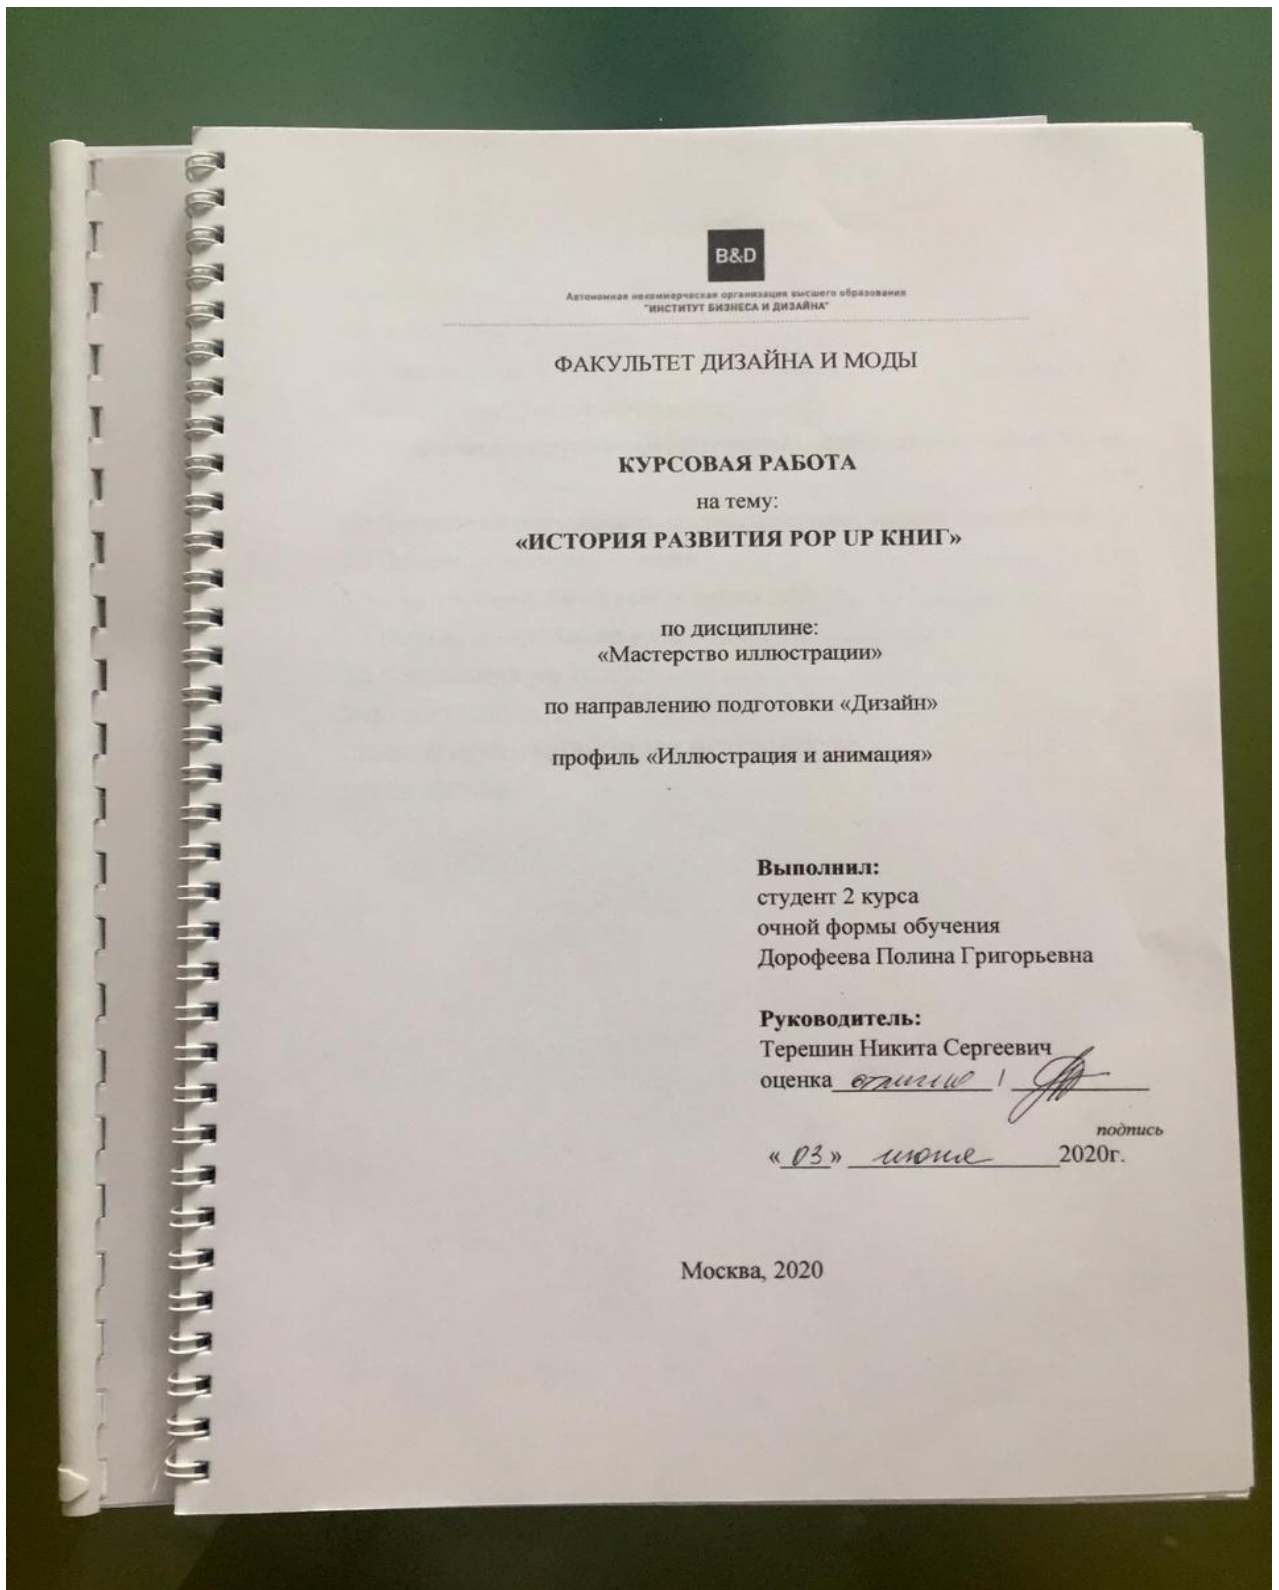 B&D
Автономная некоммерческая организация высшего образования
"ИНСТИТУТ БИЗНЕСА И ДИЗАЙНА"
ФАКУЛЬТЕТ ДИЗАЙНА И МОДЫ
КУРСОВАЯ РАБОТА
на тему:
«ИСТОРИЯ РАЗВИТИЯ POP UP КНИГ»
по дисциплине:
«Мастерство иллюстрации»
по направлению подготовки «Дизайн»
профиль «Иллюстрация и анимация»
Выполнил:
студент 2 курса
очной формы обучения
Дорофеева Полина Григорьевна
Руководитель:
Терешин Никита Сергеевич
оценка отлично /
подпись
«03» июня 2020г.
Москва, 2020